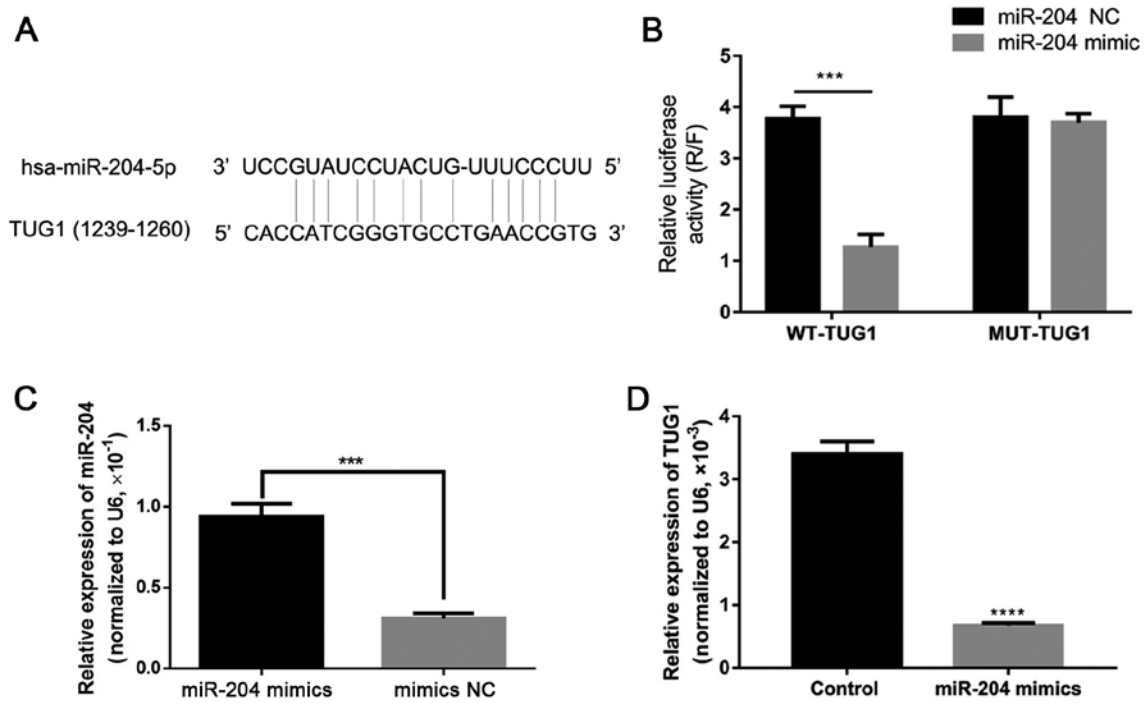 A
hsa-miR-204-5p 3’ UCCGUAUCCUACUG-UUUCCCUU 5’
TUG1 (1239-1260) 5’ CACCATCGGGTGCCTGAACCGTG 3’
B
miR-204 NC
miR-204 mimic
Relative luciferase
activity (R/F)
5
4
3
2
1
0
***
WT-TUG1 MUT-TUG1
C
Relative expression of miR-204
(normalized to U6, ×10⁻¹)
1.5
1.0
0.5
0.0
***
miR-204 mimics mimics NC
D
Relative expression of TUG1
(normalized to U6, ×10⁻³)
4
3
2
1
0
****
Control miR-204 mimics